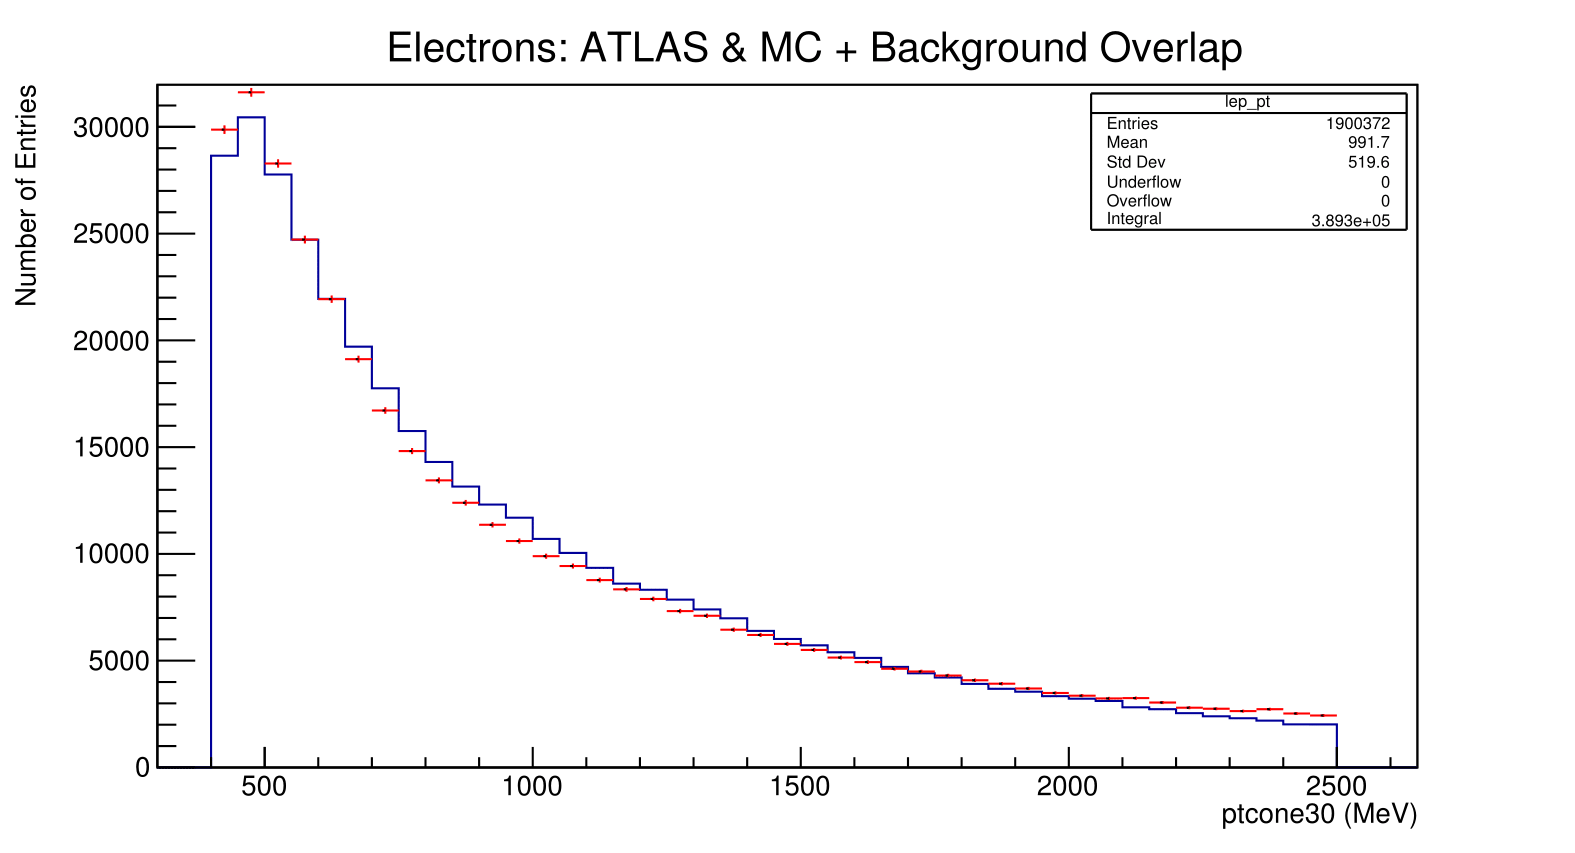 Electrons: ATLAS & MC + Background Overlap
Number of Entries
lep_pt
Entries 1900372
Mean 991.7
Std Dev 519.6
Underflow 0
Overflow 0
Integral 3.893e+05
30000
25000
20000
15000
10000
5000
0
500 1000 1500 2000 2500
ptcone30 (MeV)